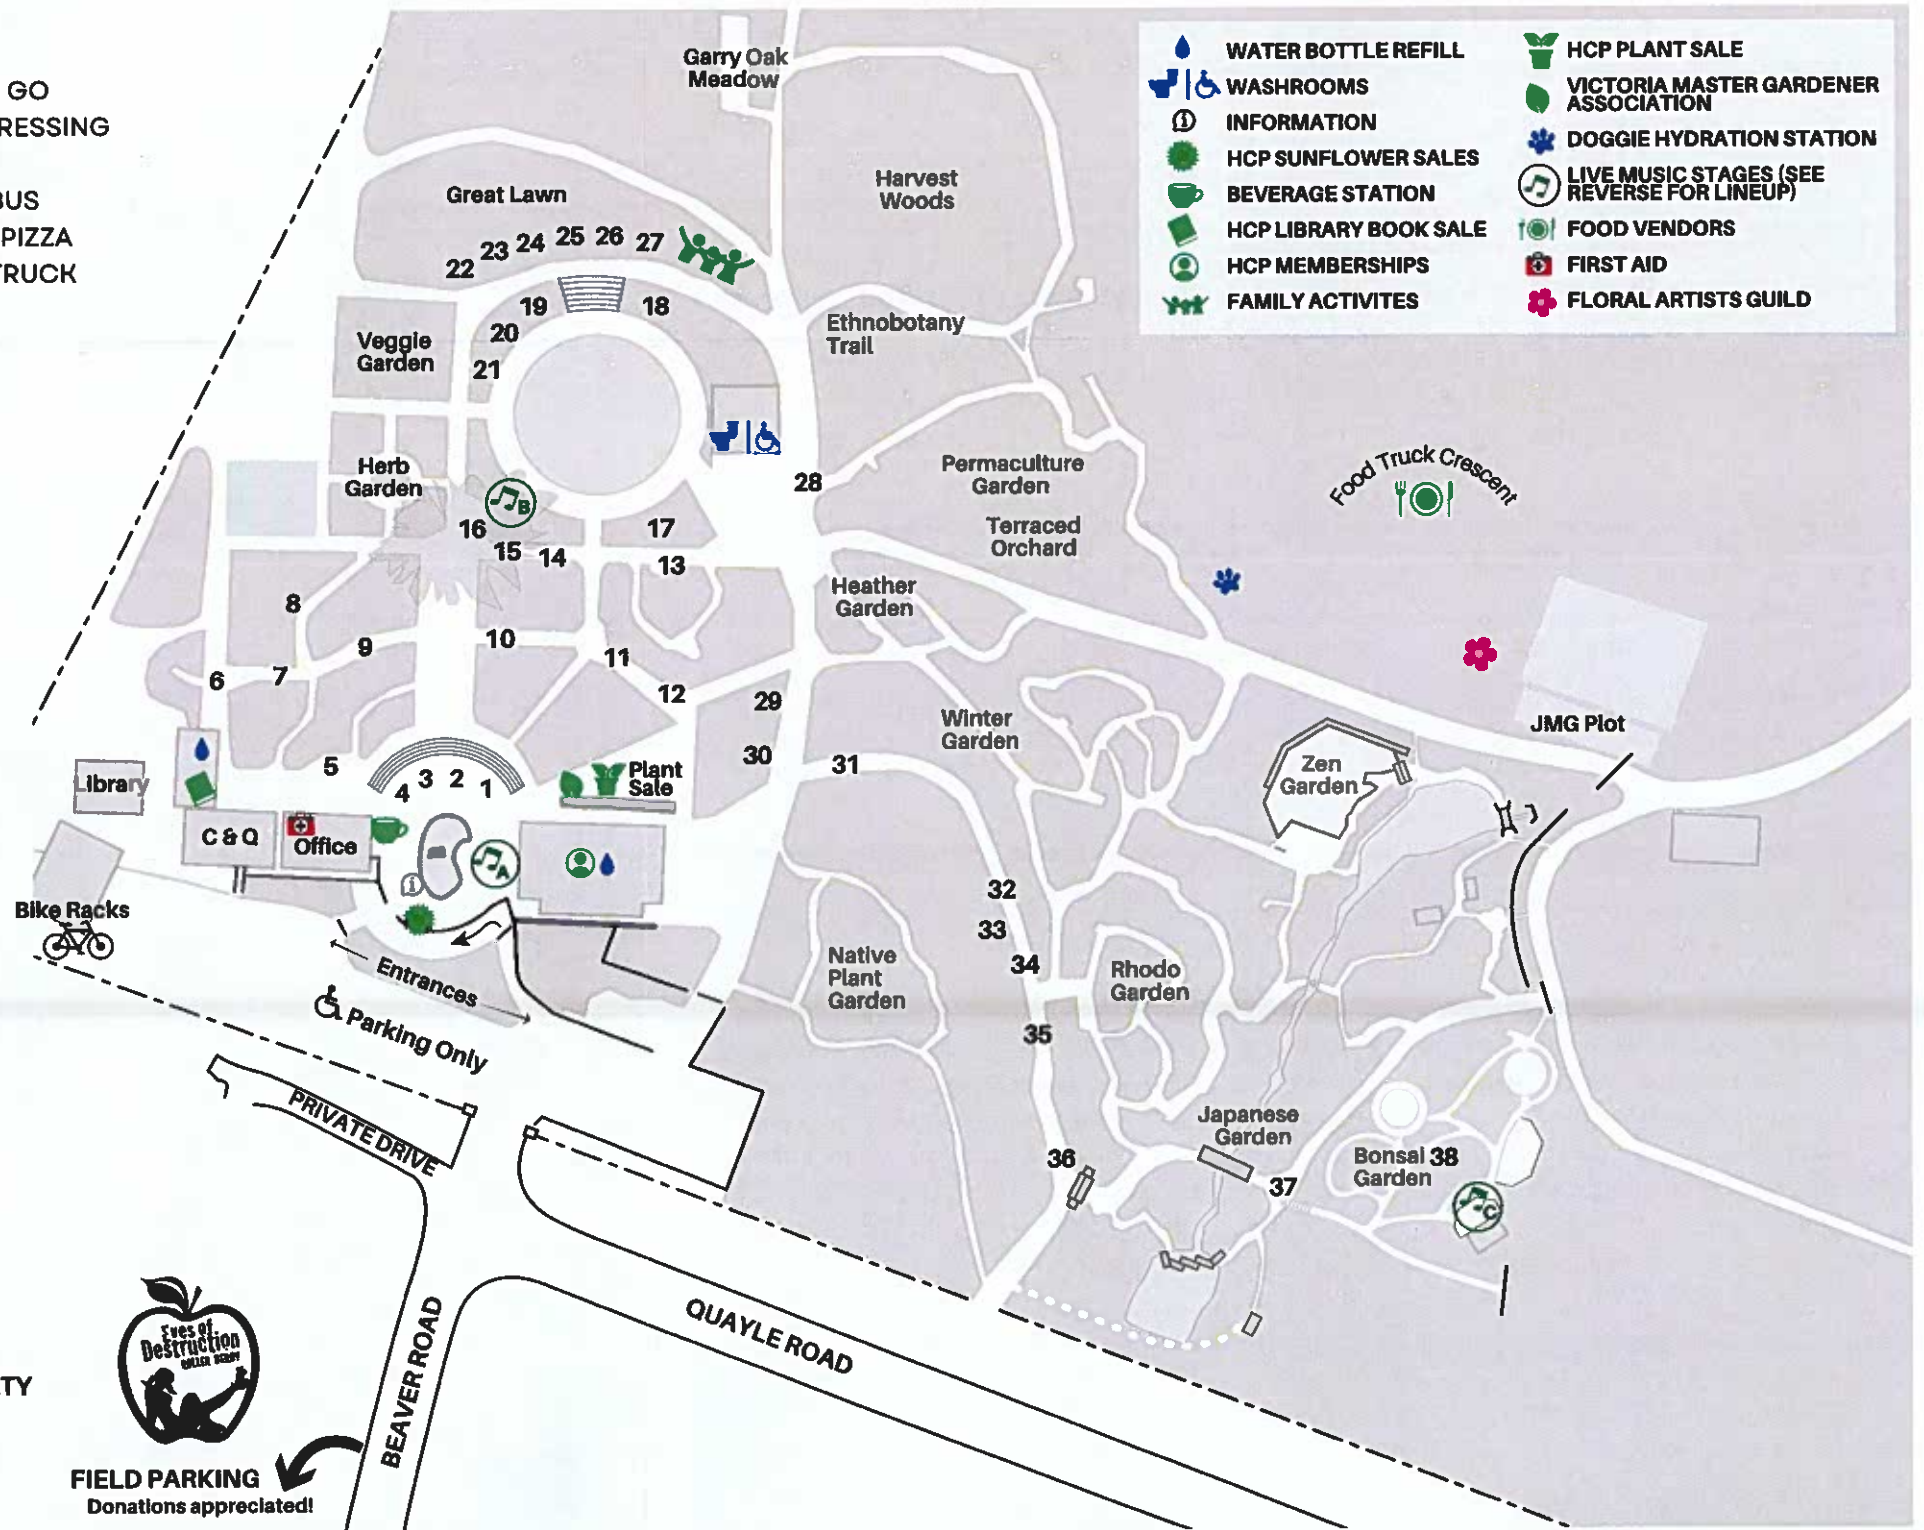 GO
RESSING
BUS
PIZZA
TRUCK
TY
WATER BOTTLE REFILL
WASHROOMS
INFORMATION
HCP SUNFLOWER SALES
BEVERAGE STATION
HCP LIBRARY BOOK SALE
HCP MEMBERSHIPS
FAMILY ACTIVITES
HCP PLANT SALE
VICTORIA MASTER GARDENER
ASSOCIATION
DOGGIE HYDRATION STATION
LIVE MUSIC STAGES (SEE
REVERSE FOR LINEUP)
FOOD VENDORS
FIRST AID
FLORAL ARTISTS GUILD
Garry Oak
Meadow
Harvest
Woods
Great Lawn
22
23
24
25
26
27
19
18
20
21
Veggie
Garden
Ethnobotany
Trail
Herb
Garden
B
16
15
14
17
13
28
Permaculture
Garden
Terraced
Orchard
Food Truck Crescent
Heather
Garden
8
9
10
11
12
6
7
29
30
31
Winter
Garden
JMG Plot
Zen
Garden
5
4
3
2
1
Plant
Sale
Library
C & Q
Office
A
Bike Racks
Entrances
Parking Only
32
33
34
35
36
37
38
Native
Plant
Garden
Rhodo
Garden
Japanese
Garden
Bonsai
Garden
C
PRIVATE DRIVE
BEAVER ROAD
QUAYLE ROAD
Eves of
Destruction
ROLLER DERBY
FIELD PARKING
Donations appreciated!